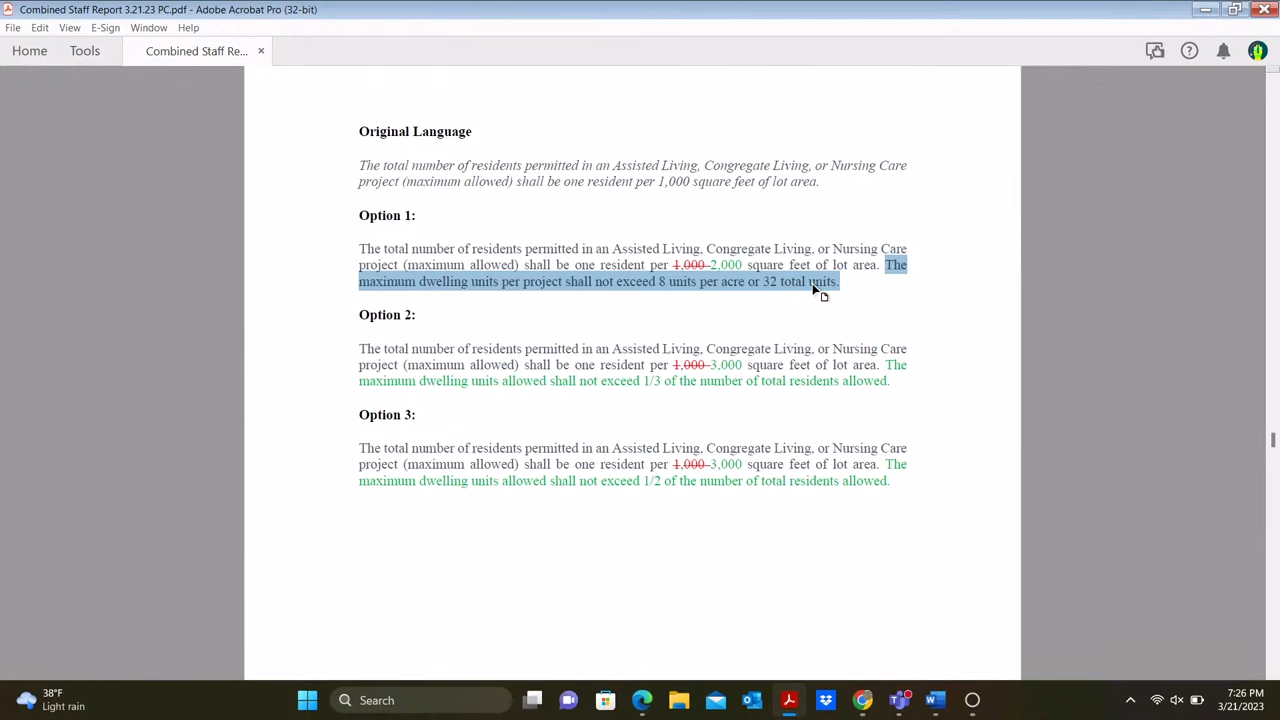 Combined Staff Report 3.21.23 PC.pdf - Adobe Acrobat Pro (32-bit)
File Edit View E-Sign Window Help
Home Tools Combined Staff Re... ×
Original Language
The total number of residents permitted in an Assisted Living, Congregate Living, or Nursing Care
project (maximum allowed) shall be one resident per 1,000 square feet of lot area.
Option 1:
The total number of residents permitted in an Assisted Living, Congregate Living, or Nursing Care
project (maximum allowed) shall be one resident per 1,000 2,000 square feet of lot area. The
maximum dwelling units per project shall not exceed 8 units per acre or 32 total units.
Option 2:
The total number of residents permitted in an Assisted Living, Congregate Living, or Nursing Care
project (maximum allowed) shall be one resident per 1,000 3,000 square feet of lot area. The
maximum dwelling units allowed shall not exceed 1/3 of the number of total residents allowed.
Option 3:
The total number of residents permitted in an Assisted Living, Congregate Living, or Nursing Care
project (maximum allowed) shall be one resident per 1,000 3,000 square feet of lot area. The
maximum dwelling units allowed shall not exceed 1/2 of the number of total residents allowed.
38°F
Light rain
Search
7:26 PM
3/21/2023